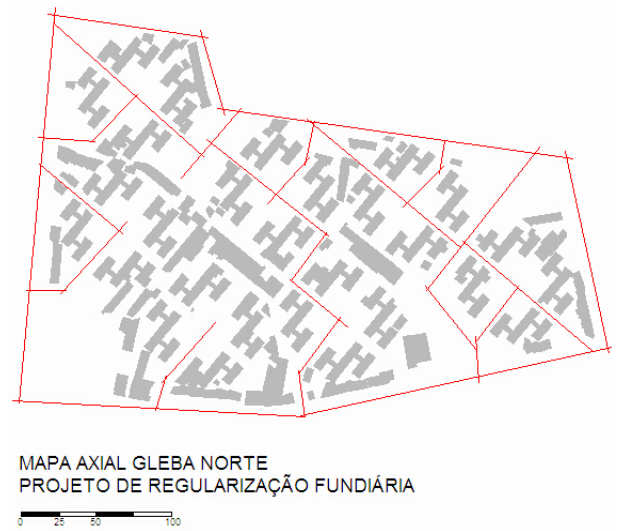 MAPA AXIAL GLEBA NORTE
PROJETO DE REGULARIZAÇÃO FUNDIÁRIA
0 25 50 100